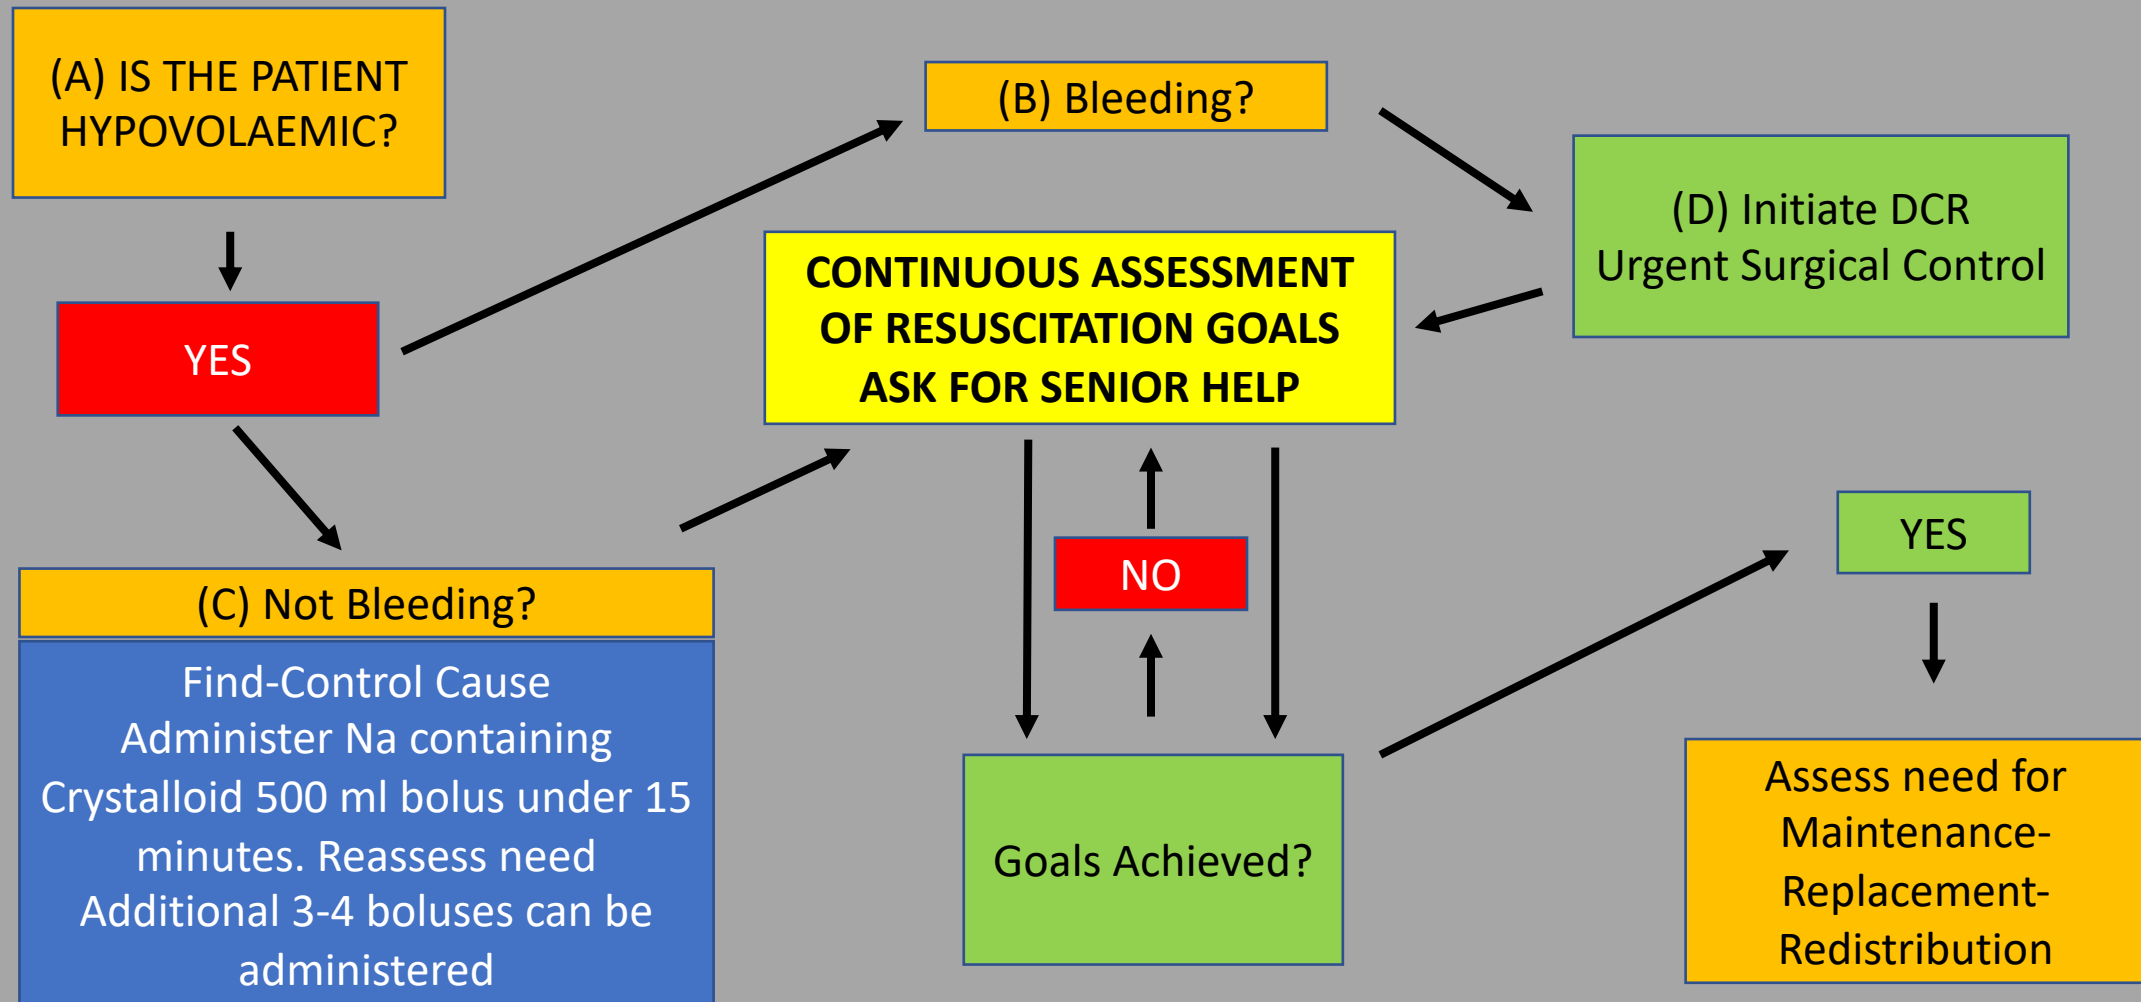 (A) IS THE PATIENT
HYPOVOLAEMIC?
(B) Bleeding?
(D) Initiate DCR
Urgent Surgical Control
CONTINUOUS ASSESSMENT
OF RESUSCITATION GOALS
ASK FOR SENIOR HELP
YES
NO
YES
(C) Not Bleeding?
Find-Control Cause
Administer Na containing
Crystalloid 500 ml bolus under 15
minutes. Reassess need
Additional 3-4 boluses can be
administered
Goals Achieved?
Assess need for
Maintenance-
Replacement-
Redistribution